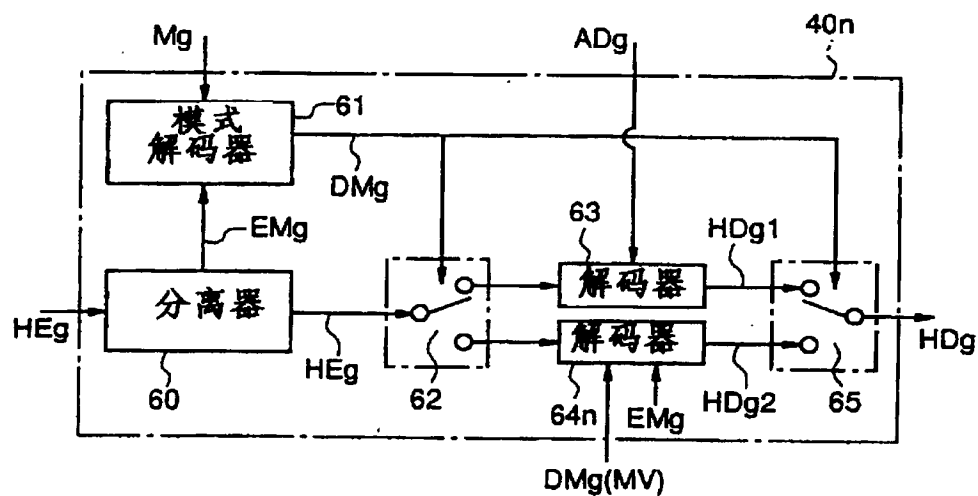 Mg
ADg
40n
模式
解码器
61
DMg
EMg
63
HDg1
分离器
解码器
HEg
HEg
解码器
HDg
60
62
64n
EMg
HDg2
65
DMg(MV)